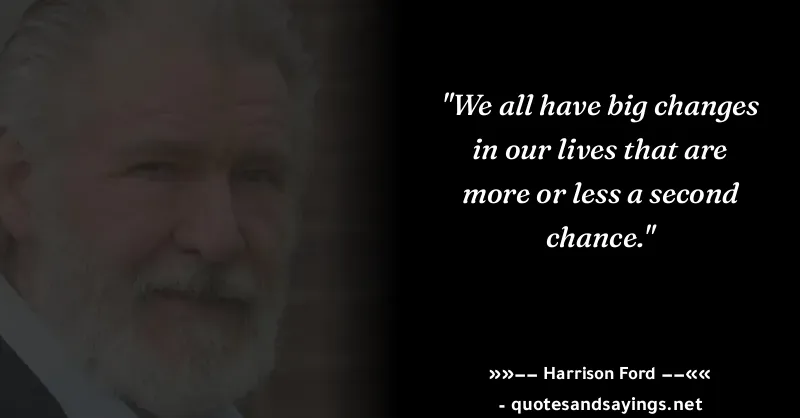 "We all have big changes
in our lives that are
more or less a second
chance."
»»−− Harrison Ford −−««
- quotesandsayings.net